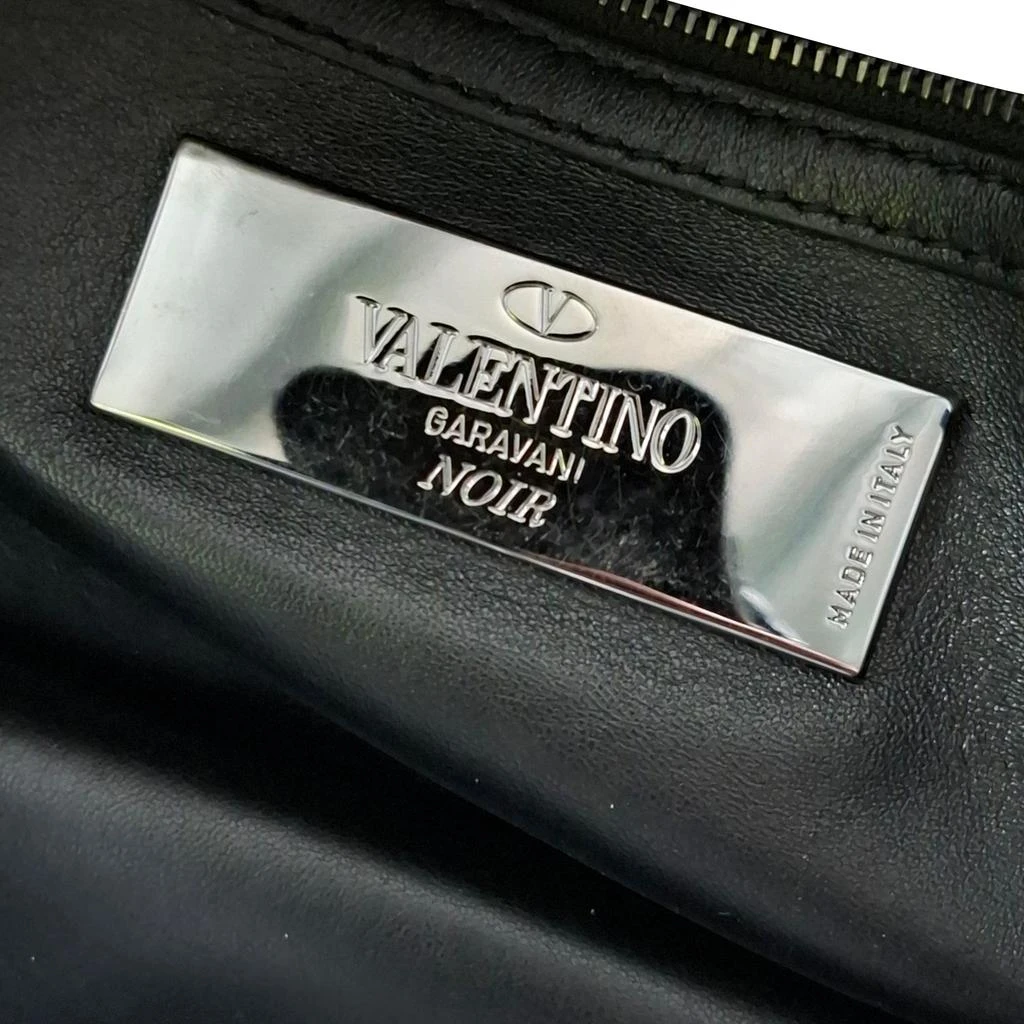 V
VALENTINO
GARAVANI
NOIR
MADE IN ITALY